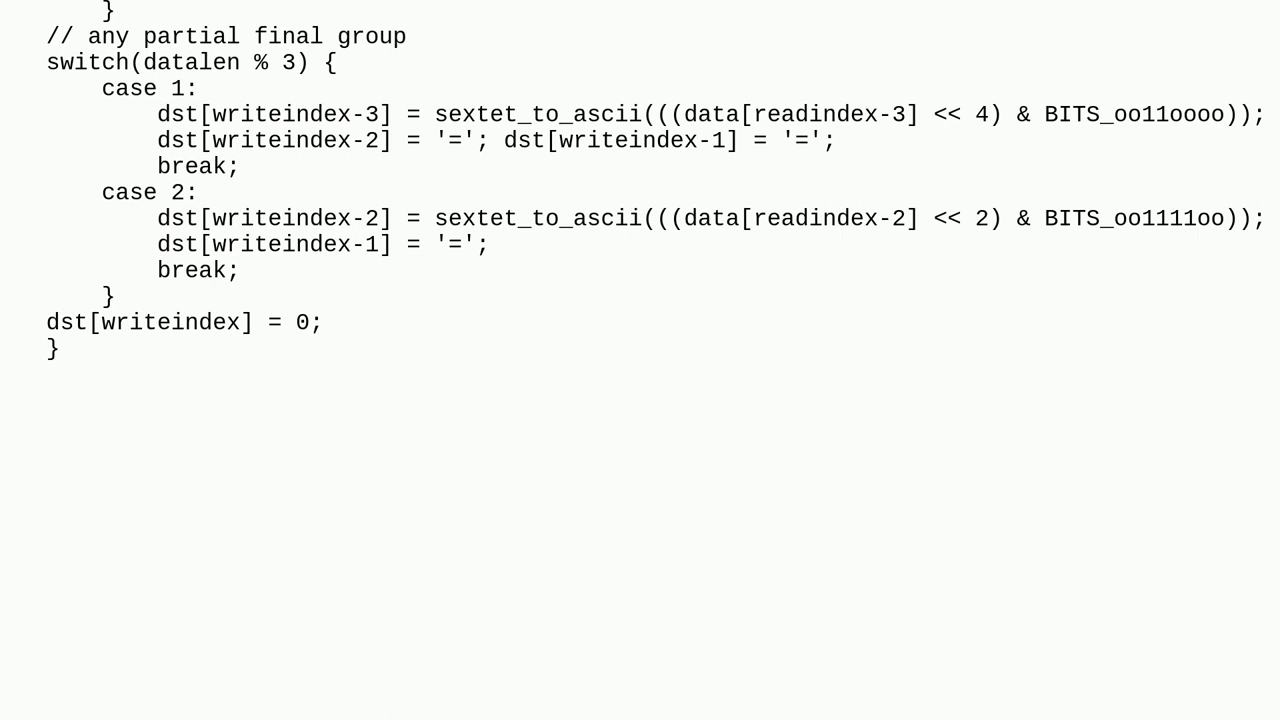 }
// any partial final group
switch(datalen % 3) {
case 1:
dst[writeindex-3] = sextet_to_ascii(((data[readindex-3] << 4) & BITS_oo11oooo));
dst[writeindex-2] = '='; dst[writeindex-1] = '=';
break;
case 2:
dst[writeindex-2] = sextet_to_ascii(((data[readindex-2] << 2) & BITS_oo1111oo));
dst[writeindex-1] = '=';
break;
}
dst[writeindex] = 0;
}